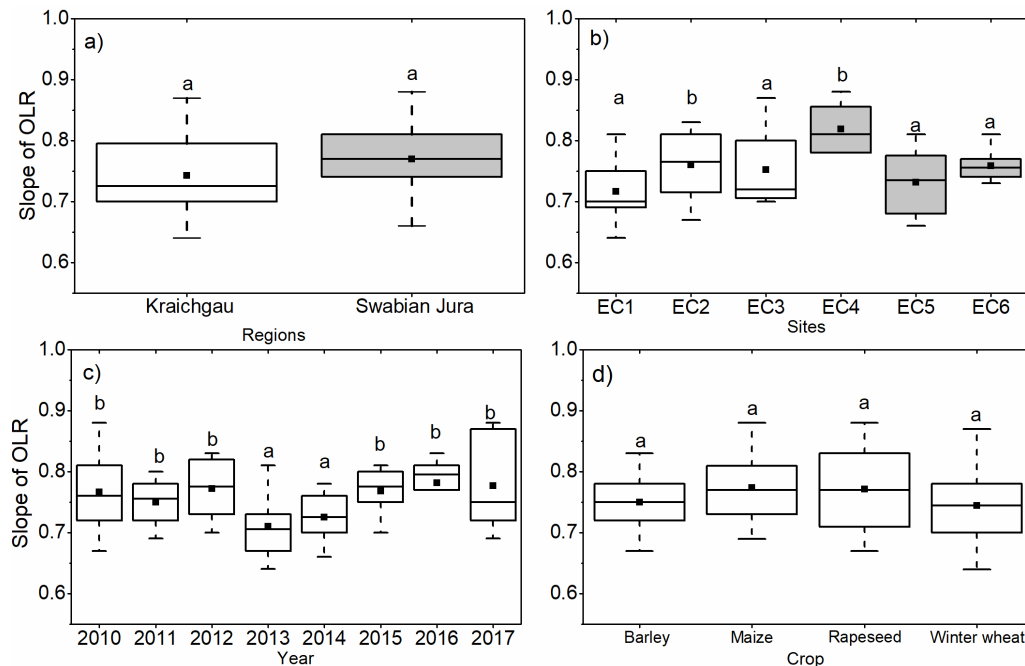 a)
Slope of OLR
1.0
0.9
0.8
0.7
0.6
a
a
Kraichgau
Swabian Jura
Regions
b)
1.0
0.9
0.8
0.7
0.6
a
b
a
b
a
a
EC1 EC2 EC3 EC4 EC5 EC6
Sites
c)
Slope of OLR
1.0
0.9
0.8
0.7
0.6
b
b
b
a
a
b
b
b
2010 2011 2012 2013 2014 2015 2016 2017
Year
d)
1.0
0.9
0.8
0.7
0.6
a
a
a
a
Barley Maize Rapeseed Winter wheat
Crop